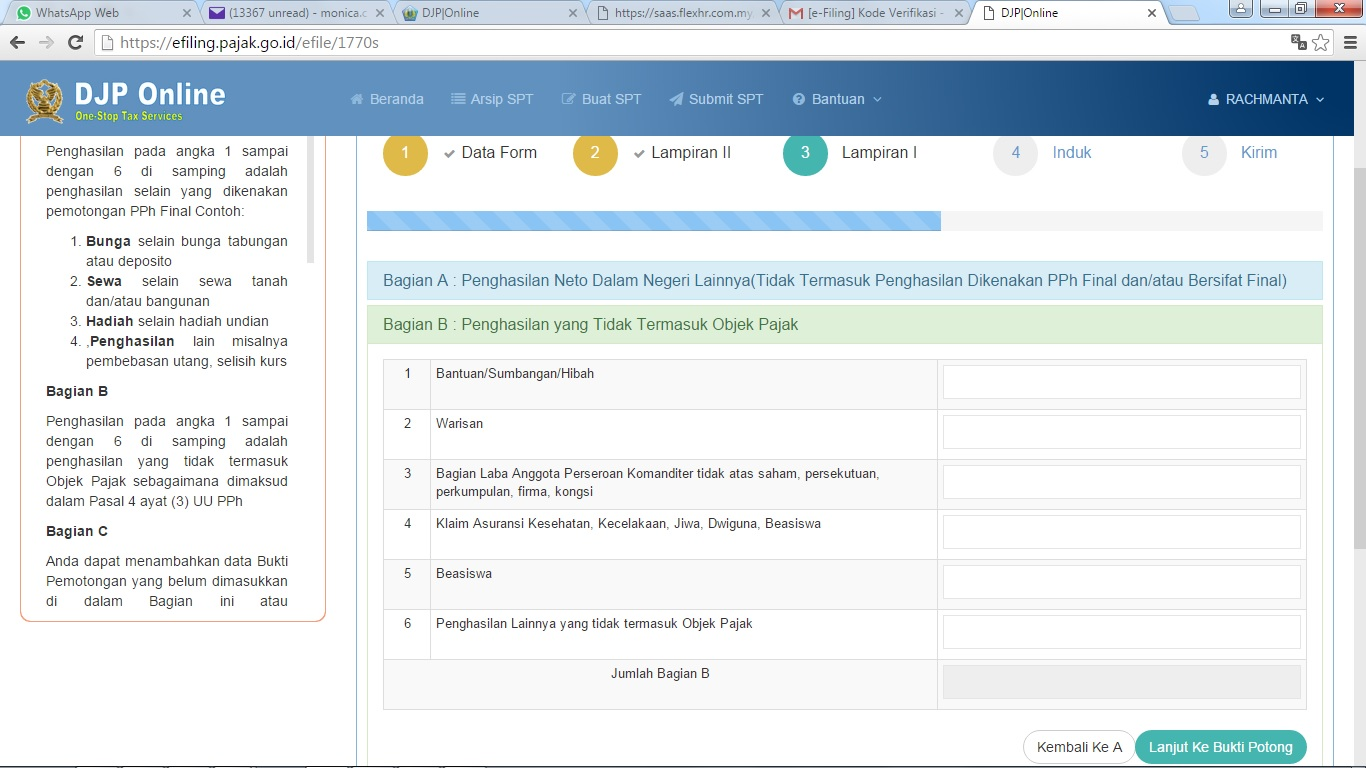 WhatsApp Web
(13367 unread) - monica.c
DJP|Online
https://saas.flexhr.com.my
[e-Filing] Kode Verifikasi -
DJP|Online
https://efiling.pajak.go.id/efile/1770s
DJP Online
One-Stop Tax Services
Beranda
Arsip SPT
Buat SPT
Submit SPT
Bantuan
RACHMANTA
Penghasilan pada angka 1 sampai
dengan 6 di samping adalah
penghasilan selain yang dikenakan
pemotongan PPh Final Contoh:
1. Bunga selain bunga tabungan
atau deposito
2. Sewa selain sewa tanah
dan/atau bangunan
3. Hadiah selain hadiah undian
4. ,Penghasilan lain misalnya
pembebasan utang, selisih kurs
Bagian B
Penghasilan pada angka 1 sampai
dengan 6 di samping adalah
penghasilan yang tidak termasuk
Objek Pajak sebagaimana dimaksud
dalam Pasal 4 ayat (3) UU PPh
Bagian C
Anda dapat menambahkan data Bukti
Pemotongan yang belum dimasukkan
di dalam Bagian ini atau
1 Data Form
2 Lampiran II
3 Lampiran I
4 Induk
5 Kirim
Bagian A : Penghasilan Neto Dalam Negeri Lainnya(Tidak Termasuk Penghasilan Dikenakan PPh Final dan/atau Bersifat Final)
Bagian B : Penghasilan yang Tidak Termasuk Objek Pajak
1 Bantuan/Sumbangan/Hibah
2 Warisan
3 Bagian Laba Anggota Perseroan Komanditer tidak atas saham, persekutuan,
perkumpulan, firma, kongsi
4 Klaim Asuransi Kesehatan, Kecelakaan, Jiwa, Dwiguna, Beasiswa
5 Beasiswa
6 Penghasilan Lainnya yang tidak termasuk Objek Pajak
Jumlah Bagian B
Kembali Ke A
Lanjut Ke Bukti Potong